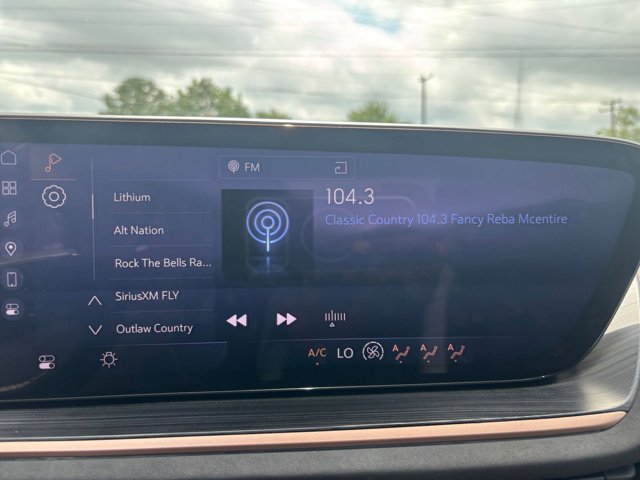 FM
104.3
Classic Country 104.3 Fancy Reba Mcentire
Lithium
Alt Nation
Rock The Bells Ra...
SiriusXM FLY
Outlaw Country
A/C LO A A A